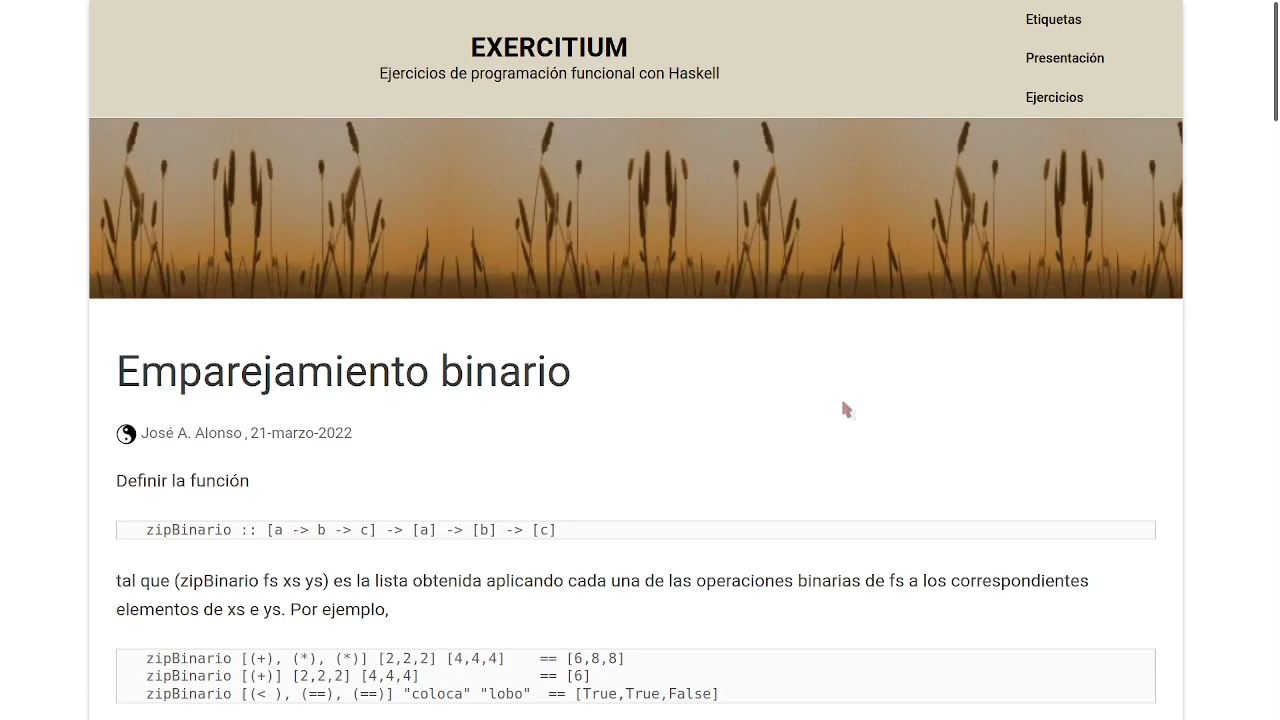 EXERCITIUM
Ejercicios de programación funcional con Haskell
Etiquetas
Presentación
Ejercicios
Emparejamiento binario
José A. Alonso , 21-marzo-2022
Definir la función
zipBinario :: [a -> b -> c] -> [a] -> [b] -> [c]
tal que (zipBinario fs xs ys) es la lista obtenida aplicando cada una de las operaciones binarias de fs a los correspondientes
elementos de xs e ys. Por ejemplo,
zipBinario [(+), (*), (*)] [2,2,2] [4,4,4]    == [6,8,8]
zipBinario [(+)] [2,2,2] [4,4,4]              == [6]
zipBinario [(< ), (==), (==)] "coloca" "lobo"  == [True,True,False]